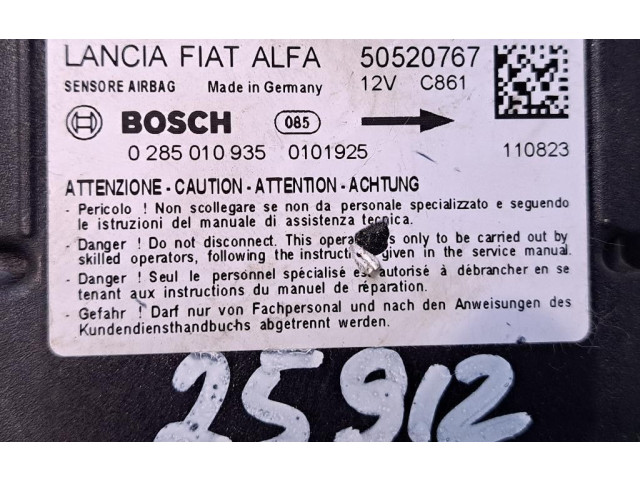 LANCIA FIAT ALFA 50520767
SENSORE AIRBAG Made in Germany 12V C861
BOSCH 085
0 285 010 935 0101925 110823
ATTENZIONE - CAUTION - ATTENTION - ACHTUNG
- Pericolo ! Non scollegare se non da personale specializzato e seguendo
le istruzioni del manuale di assistenza tecnica.
- Danger ! Do not disconnect. This operation is only to be carried out by
skilled operators, following the instructions given in the service manual.
- Danger ! Seul le personnel spécialisé est autorisé à débrancher en se
tenant aux instructions du manuel de réparation.
- Gefahr ! Darf nur von Fachpersonal und nach den Anweisungen des
Kundendiensthandbuchs abgetrennt werden.
25912